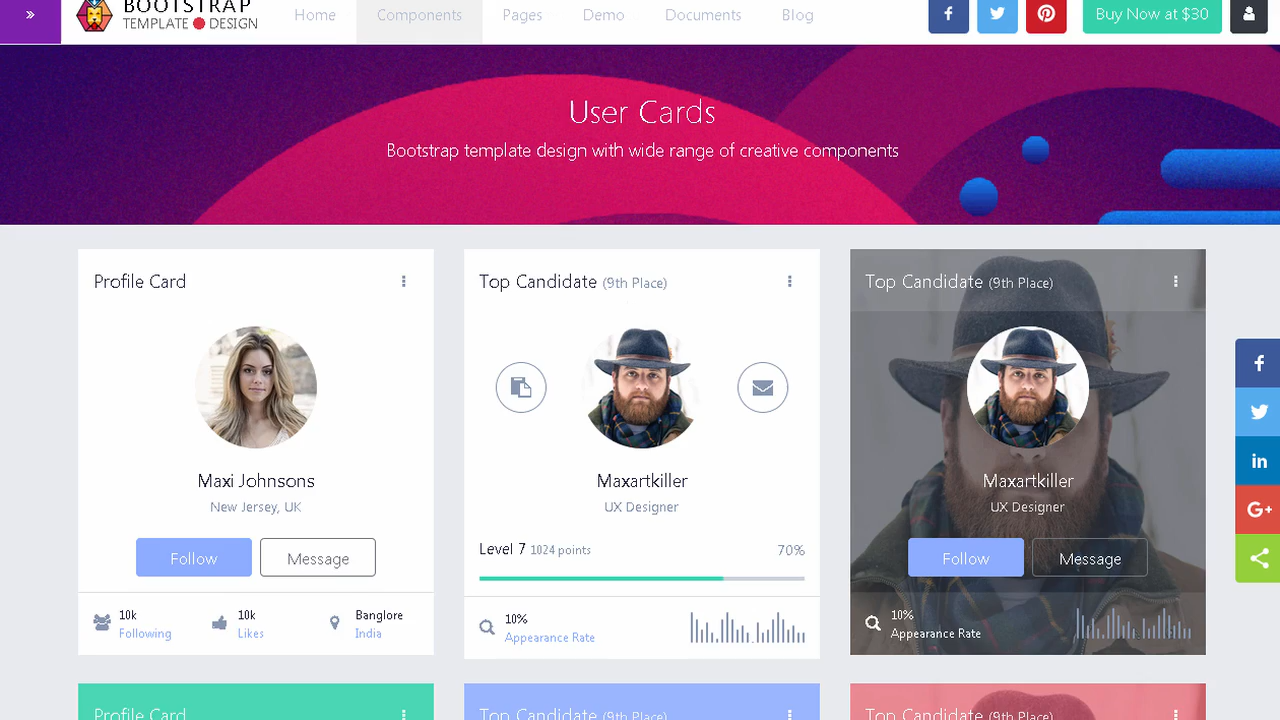 »
BOOTSTRAP
TEMPLATE DESIGN
Home
Components
Pages
Demo
Documents
Blog
Buy Now at $30
User Cards
Bootstrap template design with wide range of creative components
Profile Card
Maxi Johnsons
New Jersey, UK
Follow
Message
10k
Following
10k
Likes
Banglore
India
Top Candidate (9th Place)
Maxartkiller
UX Designer
Level 7 1024 points
70%
10%
Appearance Rate
Top Candidate (9th Place)
Maxartkiller
UX Designer
Follow
Message
10%
Appearance Rate
in
G+
Profile Card
Top Candidate (9th Place)
Top Candidate (9th Place)